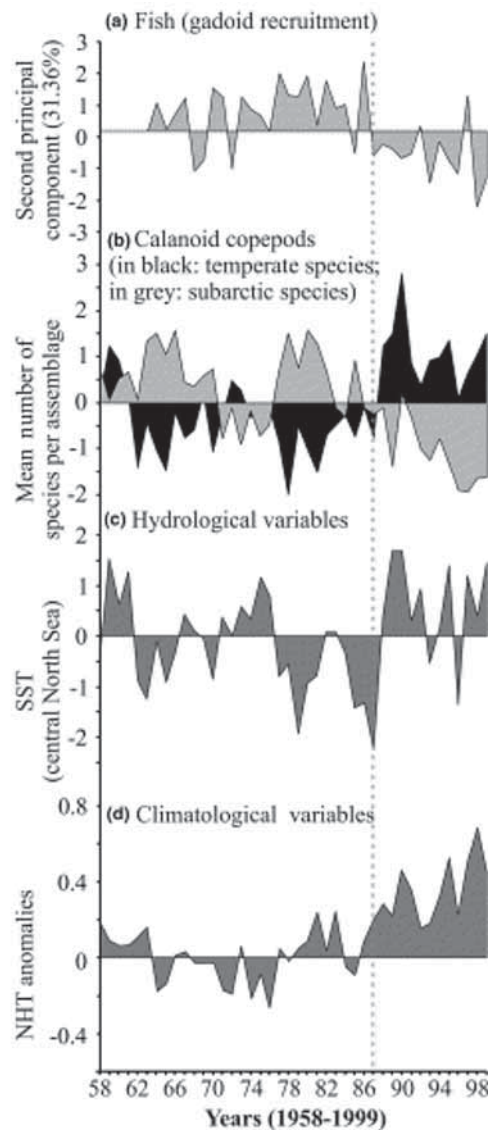 (a) Fish (gadoid recruitment)
3
2
1
0
-1
-2
-3
Second principal
component (31.36%)
(b) Calanoid copepods
(in black: temperate species;
in grey: subarctic species)
3
2
1
0
-1
-2
Mean number of
species per assemblage
(c) Hydrological variables
2
1
0
-1
-2
SST
(central North Sea)
(d) Climatological variables
0.8
0.4
0
-0.4
NHT anomalies
58 62 66 70 74 78 82 86 90 94 98
Years (1958-1999)